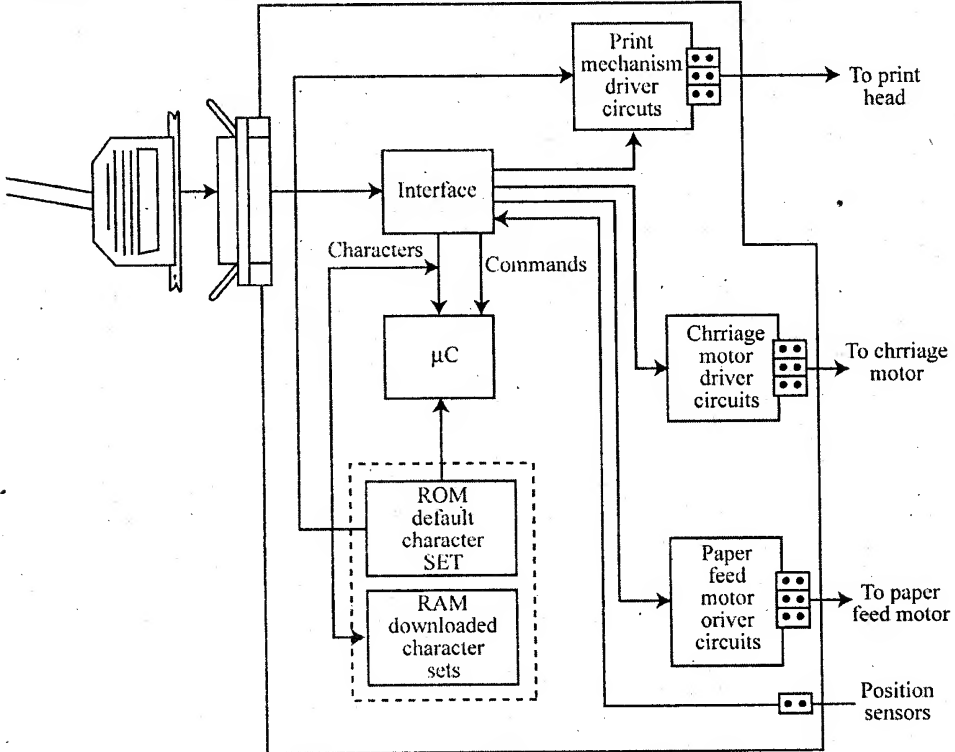 Print
mechanism
driver
circuts
To print
head
Interface
Characters
Commands
μC
Chrriage
motor
driver
circuits
To chrriage
motor
ROM
default
character
SET
RAM
downloaded
character
sets
Paper
feed
motor
oriver
circuits
To paper
feed motor
Position
sensors